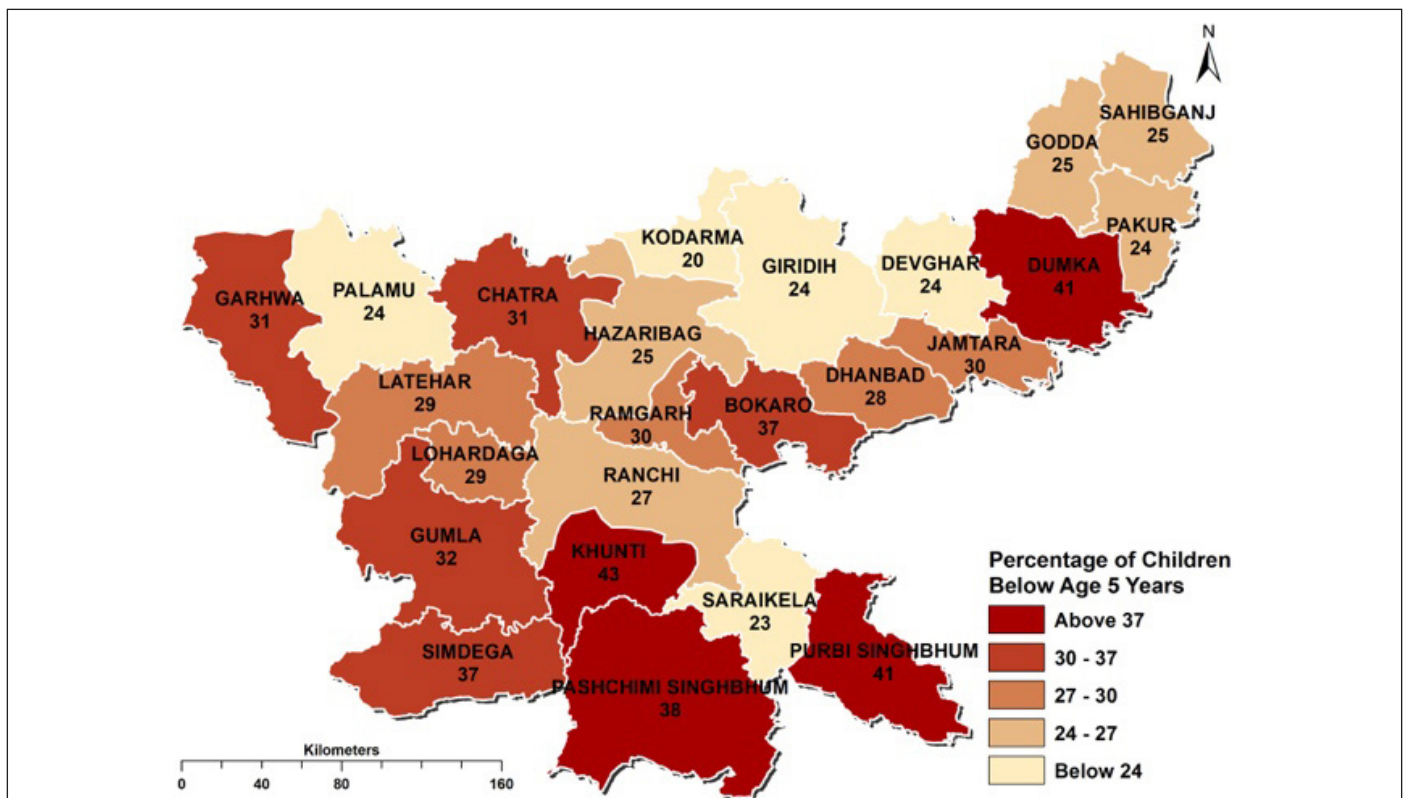 N
SAHIBGANJ
25
GODDA
25
PAKUR
24
KODARMA
20
GIRIDIH
24
DEVGHAR
24
DUMKA
41
GARHWA
31
PALAMU
24
CHATRA
31
HAZARIBAG
25
JAMTARA
30
DHANBAD
28
LATEHAR
29
RAMGARH
30
BOKARO
37
LOHARDAGA
29
RANCHI
27
GUMLA
32
KHUNTI
43
SARAIKELA
23
SIMDEGA
37
PURBI SINGHBHUM
41
PASHCHIMI SINGHBHUM
38
Percentage of Children
Below Age 5 Years
Above 37
30 - 37
27 - 30
24 - 27
Below 24
Kilometers
0 40 80 160